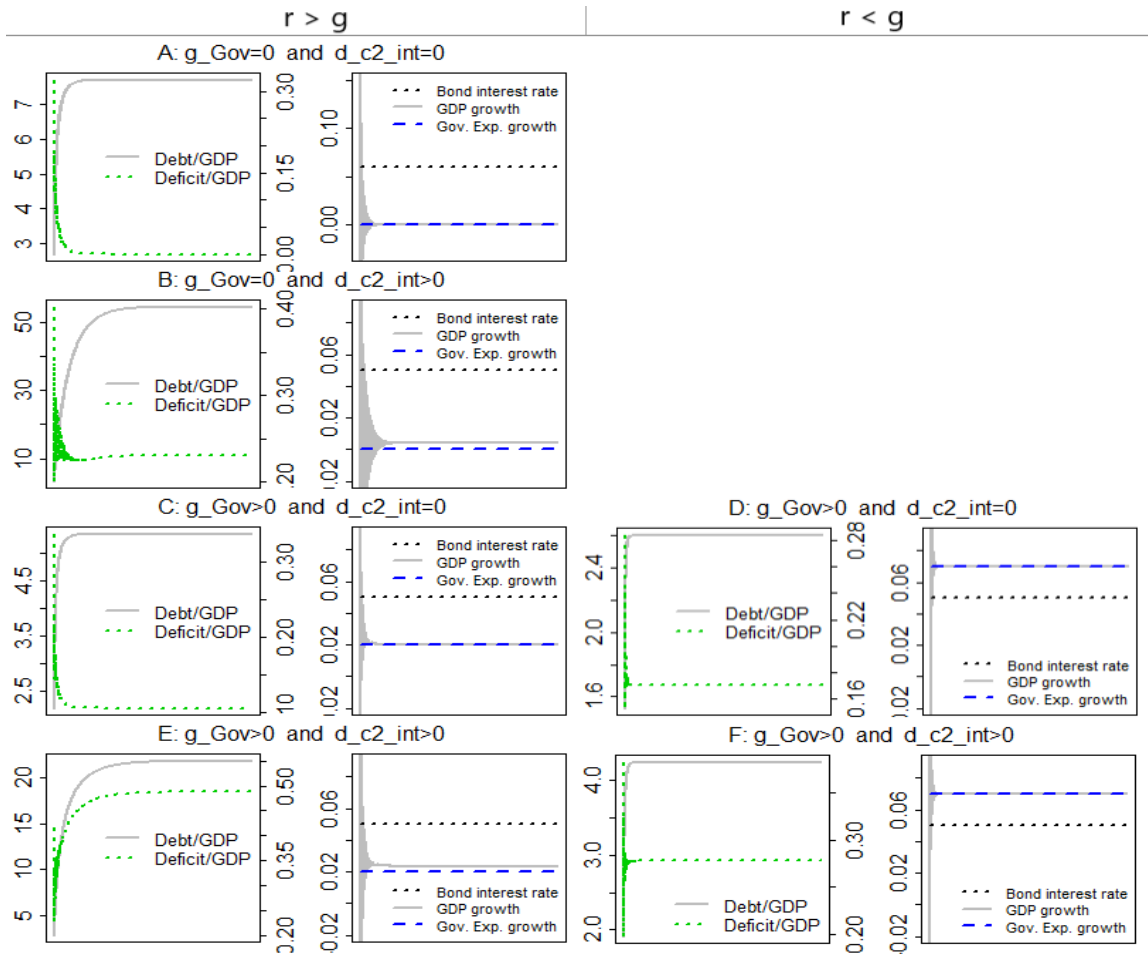 r > g
r < g
A: g_Gov=0 and d_c2_int=0
7
6
5
4
3
Debt/GDP
Deficit/GDP
0.30
0.15
0.00
0.10
0.00
Bond interest rate
GDP growth
Gov. Exp. growth
B: g_Gov=0 and d_c2_int>0
50
30
10
Debt/GDP
Deficit/GDP
0.40
0.30
.20
0.06
0.02
0.02
Bond interest rate
GDP growth
Gov. Exp. growth
C: g_Gov>0 and d_c2_int=0
4.5
3.5
2.5
Debt/GDP
Deficit/GDP
0.30
0.20
10
0.06
0.02
0.02
Bond interest rate
GDP growth
Gov. Exp. growth
D: g_Gov>0 and d_c2_int=0
2.4
2.0
1.6
Debt/GDP
Deficit/GDP
0.28
0.22
0.16
0.06
0.02
0.02
Bond interest rate
GDP growth
Gov. Exp. growth
E: g_Gov>0 and d_c2_int>0
20
15
10
5
Debt/GDP
Deficit/GDP
0.50
0.35
0.20
0.06
0.02
-0.02
Bond interest rate
GDP growth
Gov. Exp. growth
F: g_Gov>0 and d_c2_int>0
4.0
3.0
2.0
Debt/GDP
Deficit/GDP
0.30
0.20
0.06
0.02
-0.02
Bond interest rate
GDP growth
Gov. Exp. growth